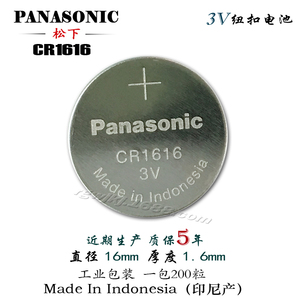 PANASONIC
松下
CR1616
3V纽扣电池
Panasonic
CR1616
3V
Made in Indonesia
近期生产 质保5年
直径 16mm 厚度 1.6mm
工业包装 一包200粒
Made In Indonesia (印尼产)